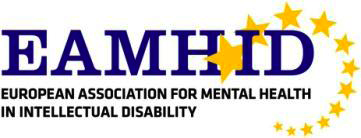 EAMHID
EUROPEAN ASSOCIATION FOR MENTAL HEALTH
IN INTELLECTUAL DISABILITY